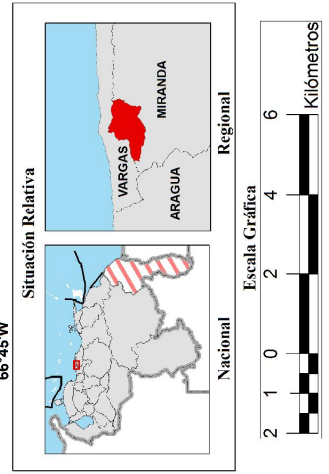 66°45'W
Situación Relativa
VARGAS
MIRANDA
ARAGUA
Nacional
Regional
Escala Gráfica
2 1 0 2 4 6
Kilómetros